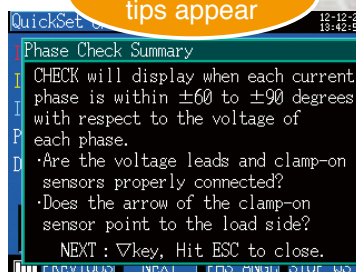 tips appear
QuickSet
12-12-2
13:42:5
Phase Check Summary
CHECK will display when each current
phase is within ±60 to ±90 degrees
with respect to the voltage of
each phase.
·Are the voltage leads and clamp-on
sensors properly connected?
·Does the arrow of the clamp-on
sensor point to the load side?
NEXT : ▽key, Hit ESC to close.